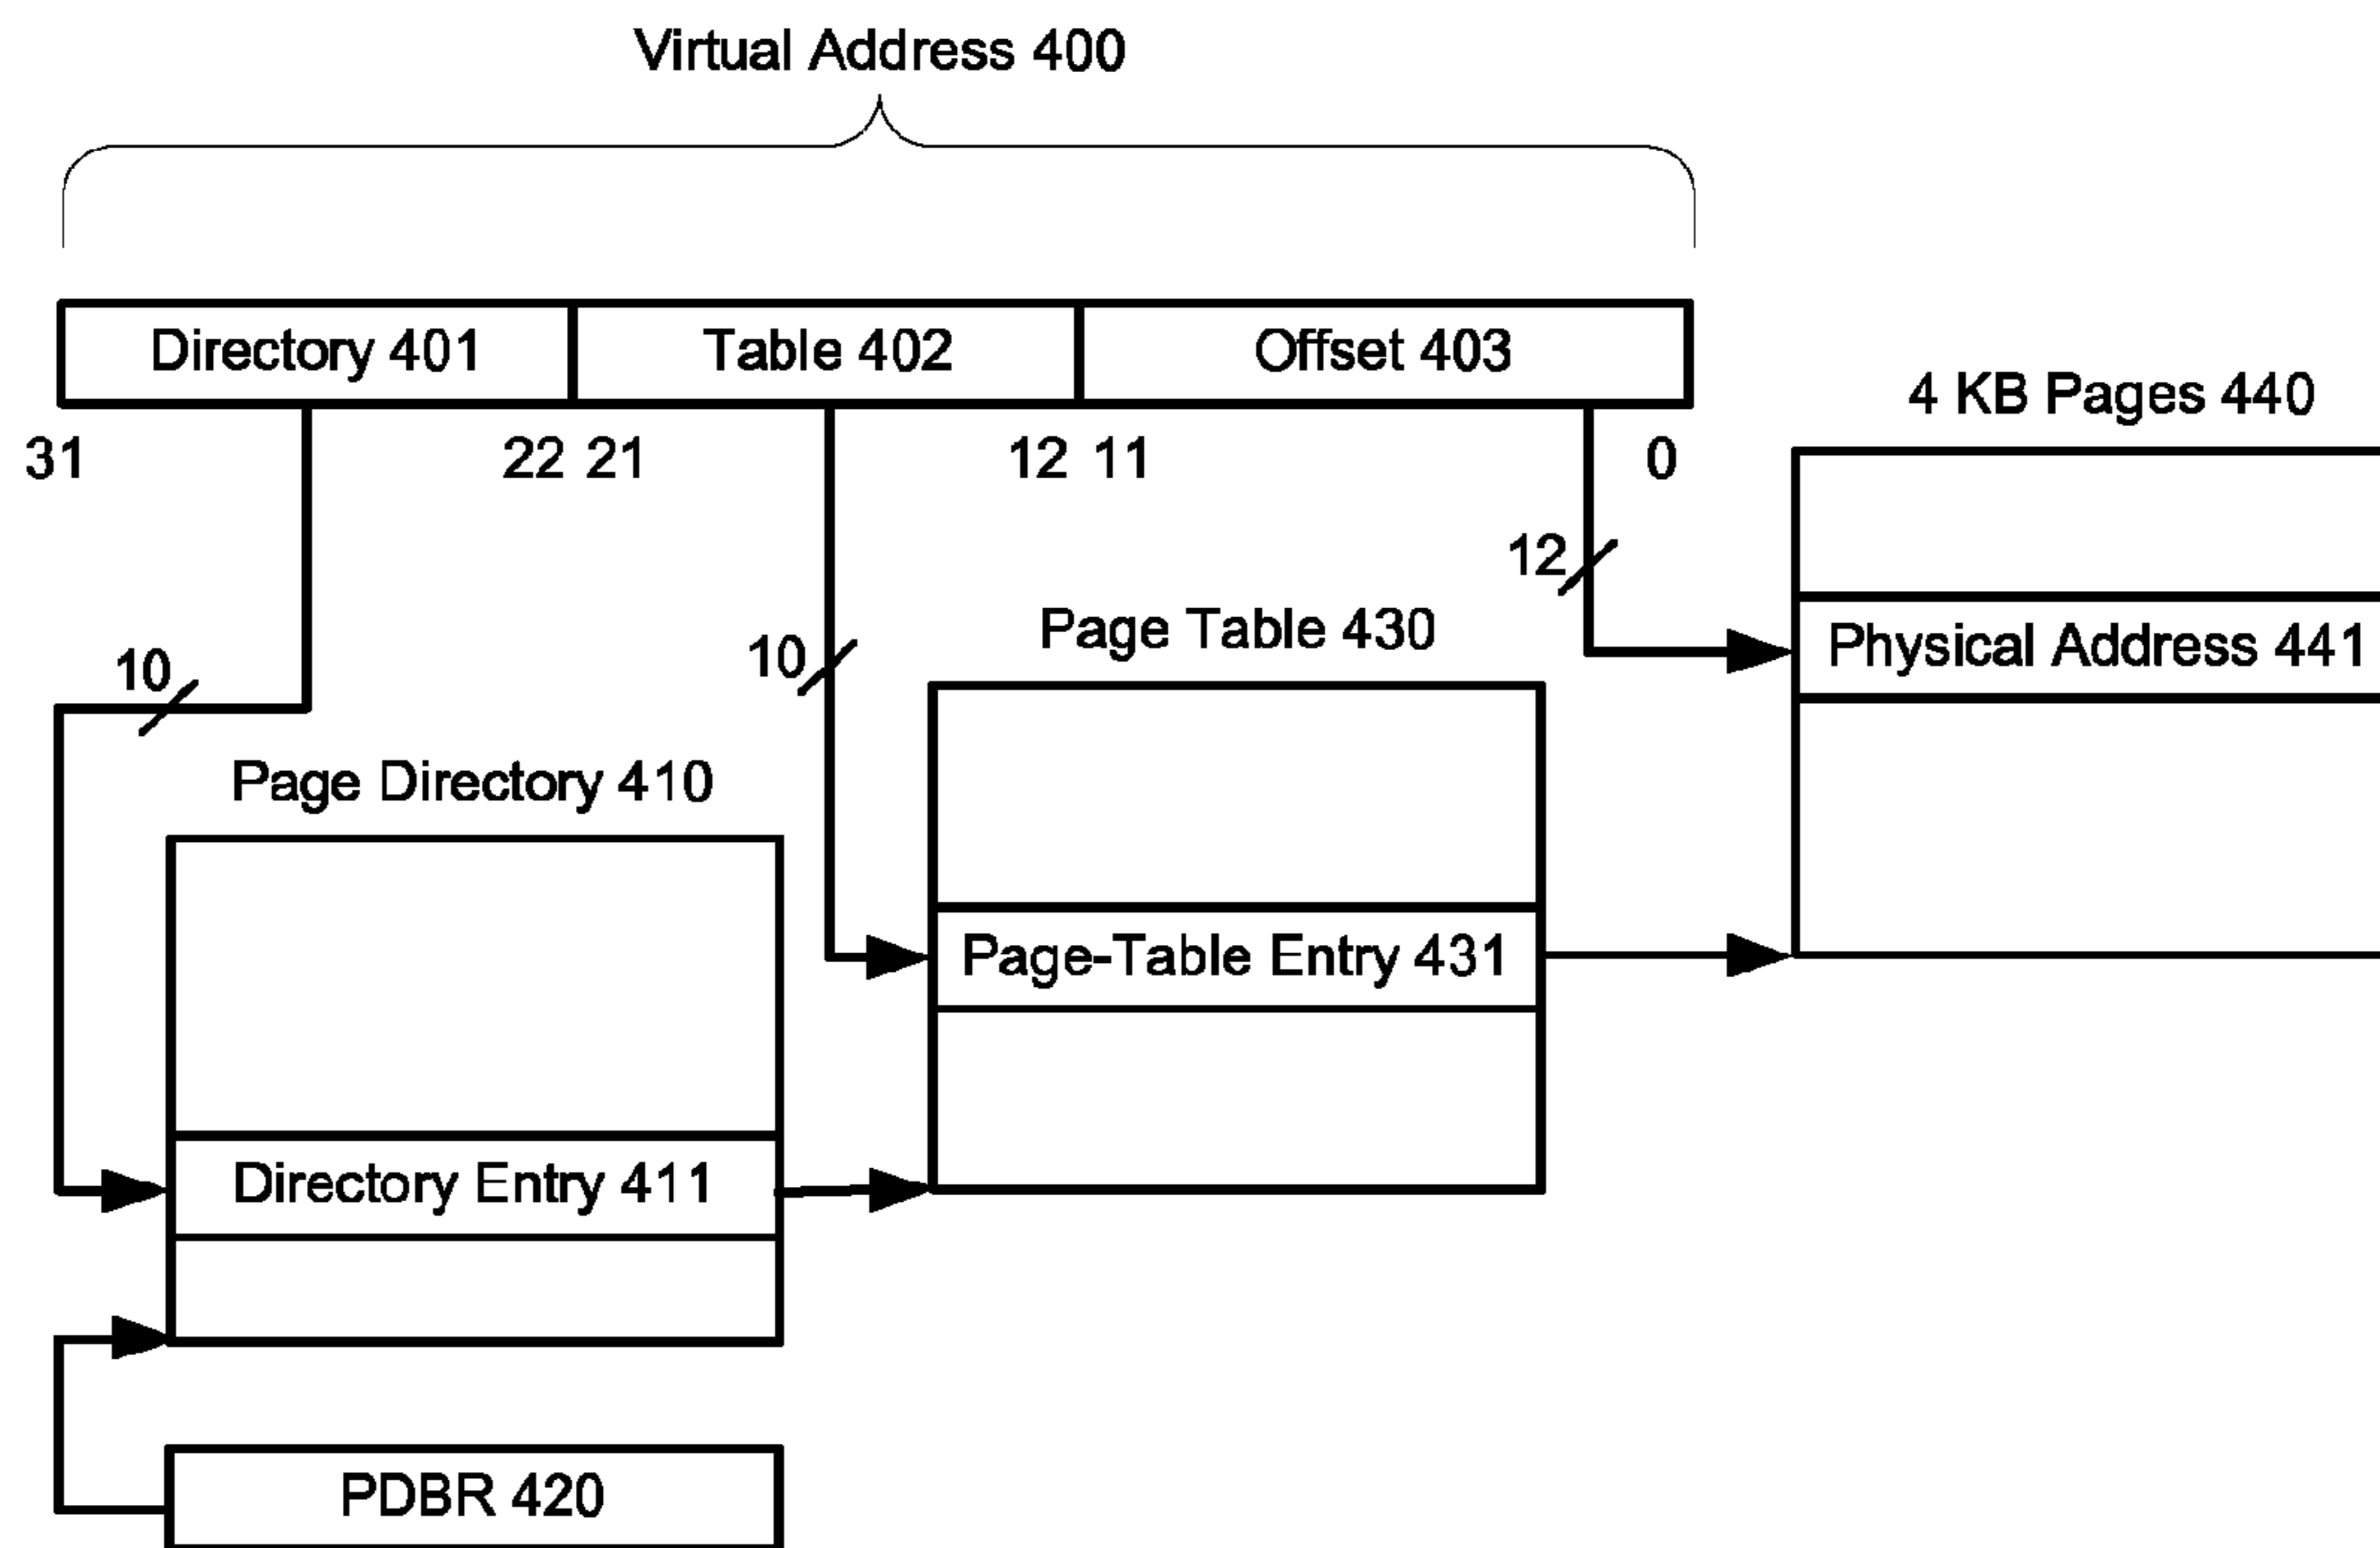 Virtual Address 400
Directory 401 Table 402 Offset 403
4 KB Pages 440
31 22 21 12 11 0
12
Page Table 430
Physical Address 441
10 10
Page Directory 410
Page-Table Entry 431
Directory Entry 411
PDBR 420